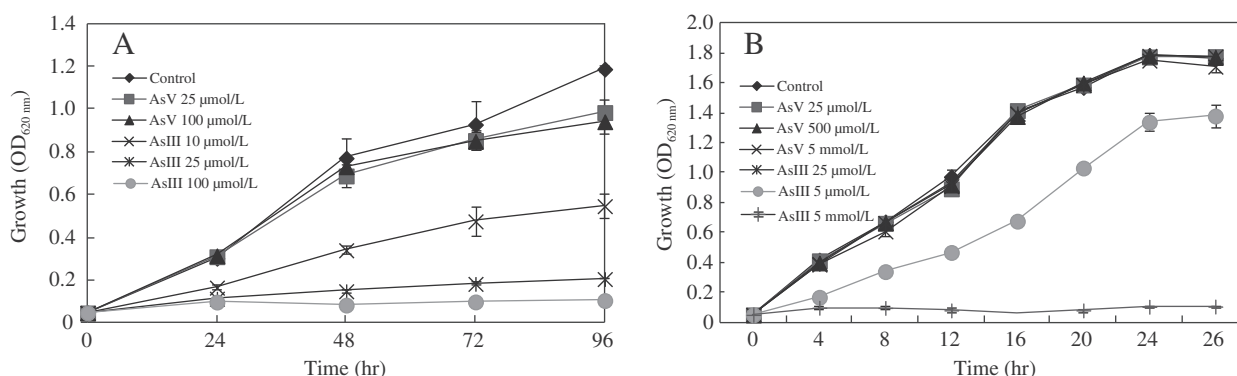 A
Growth (OD620 nm)
1.4
1.2
1.0
0.8
0.6
0.4
0.2
0
Control
AsV 25 μmol/L
AsV 100 μmol/L
AsIII 10 μmol/L
AsIII 25 μmol/L
AsIII 100 μmol/L
0 24 48 72 96
Time (hr)
B
Growth (OD620 nm)
2.0
1.8
1.6
1.4
1.2
1.0
0.8
0.6
0.4
0.2
0
Control
AsV 25 μmol/L
AsV 500 μmol/L
AsV 5 mmol/L
AsIII 25 μmol/L
AsIII 5 μmol/L
AsIII 5 mmol/L
0 4 8 12 16 20 24 26
Time (hr)